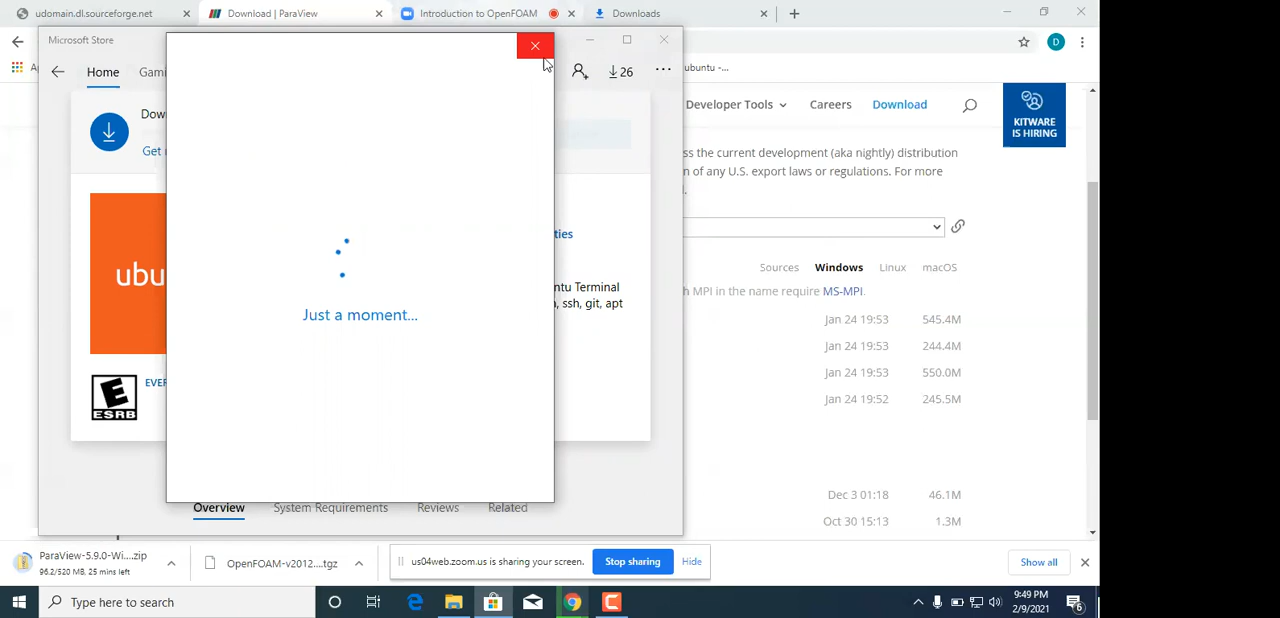 udomain.dl.sourceforge.net
Download | ParaView
Introduction to OpenFOAM
Downloads
D
ubuntu -...
Microsoft Store
Home
Gami
26
Dow
Get
ubu
E
ESRB
EVER
ties
ntu Terminal
ssh, git, apt
Just a moment...
Overview
System Requirements
Reviews
Related
Developer Tools
Careers
Download
KITWARE
IS HIRING
ss the current development (aka nightly) distribution
n of any U.S. export laws or regulations. For more
Sources
Windows
Linux
macOS
h MPI in the name require MS-MPI.
Jan 24 19:53 545.4M
Jan 24 19:53 244.4M
Jan 24 19:53 550.0M
Jan 24 19:52 245.5M
Dec 3 01:18 46.1M
Oct 30 15:13 1.3M
ParaView-5.9.0-Wi....zip
96.2/520 MB, 25 mins left
OpenFOAM-v2012....tgz
us04web.zoom.us is sharing your screen.
Stop sharing
Hide
Show all
Type here to search
9:49 PM
2/9/2021
6